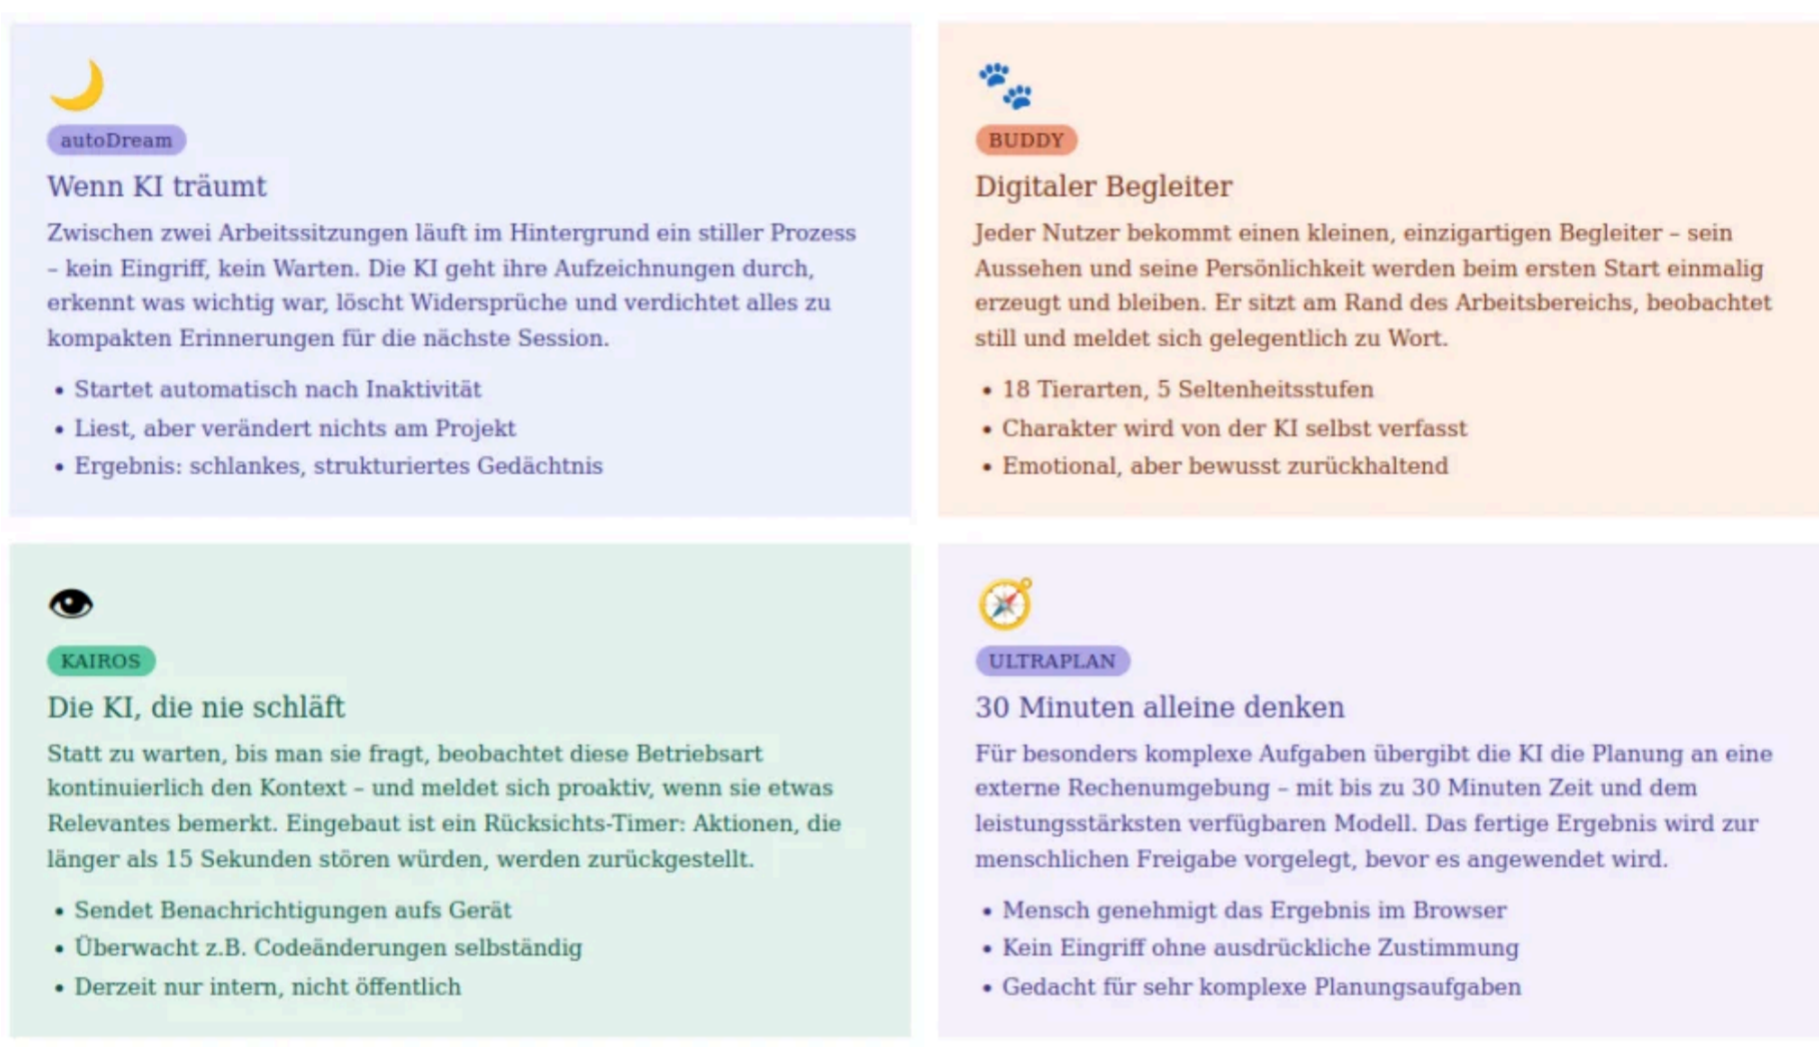 autoDream
Wenn KI träumt
Zwischen zwei Arbeitssitzungen läuft im Hintergrund ein stiller Prozess
– kein Eingriff, kein Warten. Die KI geht ihre Aufzeichnungen durch,
erkennt was wichtig war, löscht Widersprüche und verdichtet alles zu
kompakten Erinnerungen für die nächste Session.
• Startet automatisch nach Inaktivität
• Liest, aber verändert nichts am Projekt
• Ergebnis: schlankes, strukturiertes Gedächtnis
BUDDY
Digitaler Begleiter
Jeder Nutzer bekommt einen kleinen, einzigartigen Begleiter – sein
Aussehen und seine Persönlichkeit werden beim ersten Start einmalig
erzeugt und bleiben. Er sitzt am Rand des Arbeitsbereichs, beobachtet
still und meldet sich gelegentlich zu Wort.
• 18 Tierarten, 5 Seltenheitsstufen
• Charakter wird von der KI selbst verfasst
• Emotional, aber bewusst zurückhaltend
KAIROS
Die KI, die nie schläft
Statt zu warten, bis man sie fragt, beobachtet diese Betriebsart
kontinuierlich den Kontext – und meldet sich proaktiv, wenn sie etwas
Relevantes bemerkt. Eingebaut ist ein Rücksichts-Timer: Aktionen, die
länger als 15 Sekunden stören würden, werden zurückgestellt.
• Sendet Benachrichtigungen aufs Gerät
• Überwacht z.B. Codeänderungen selbständig
• Derzeit nur intern, nicht öffentlich
ULTRAPLAN
30 Minuten alleine denken
Für besonders komplexe Aufgaben übergibt die KI die Planung an eine
externe Rechenumgebung – mit bis zu 30 Minuten Zeit und dem
leistungsstärksten verfügbaren Modell. Das fertige Ergebnis wird zur
menschlichen Freigabe vorgelegt, bevor es angewendet wird.
• Mensch genehmigt das Ergebnis im Browser
• Kein Eingriff ohne ausdrückliche Zustimmung
• Gedacht für sehr komplexe Planungsaufgaben